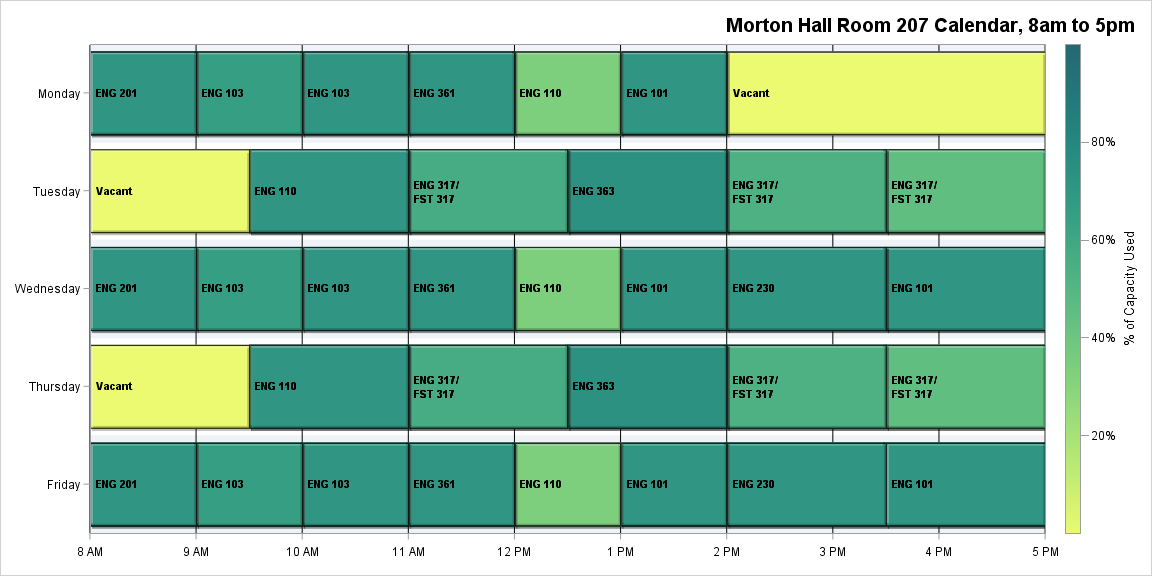 Morton Hall Room 207 Calendar, 8am to 5pm
Monday
ENG 201
ENG 103
ENG 103
ENG 361
ENG 110
ENG 101
Vacant
Tuesday
Vacant
ENG 110
ENG 317/
FST 317
ENG 363
ENG 317/
FST 317
ENG 317/
FST 317
Wednesday
ENG 201
ENG 103
ENG 103
ENG 361
ENG 110
ENG 101
ENG 230
ENG 101
Thursday
Vacant
ENG 110
ENG 317/
FST 317
ENG 363
ENG 317/
FST 317
ENG 317/
FST 317
Friday
ENG 201
ENG 103
ENG 103
ENG 361
ENG 110
ENG 101
ENG 230
ENG 101
8 AM
9 AM
10 AM
11 AM
12 PM
1 PM
2 PM
3 PM
4 PM
5 PM
80%
60%
40%
20%
% of Capacity Used